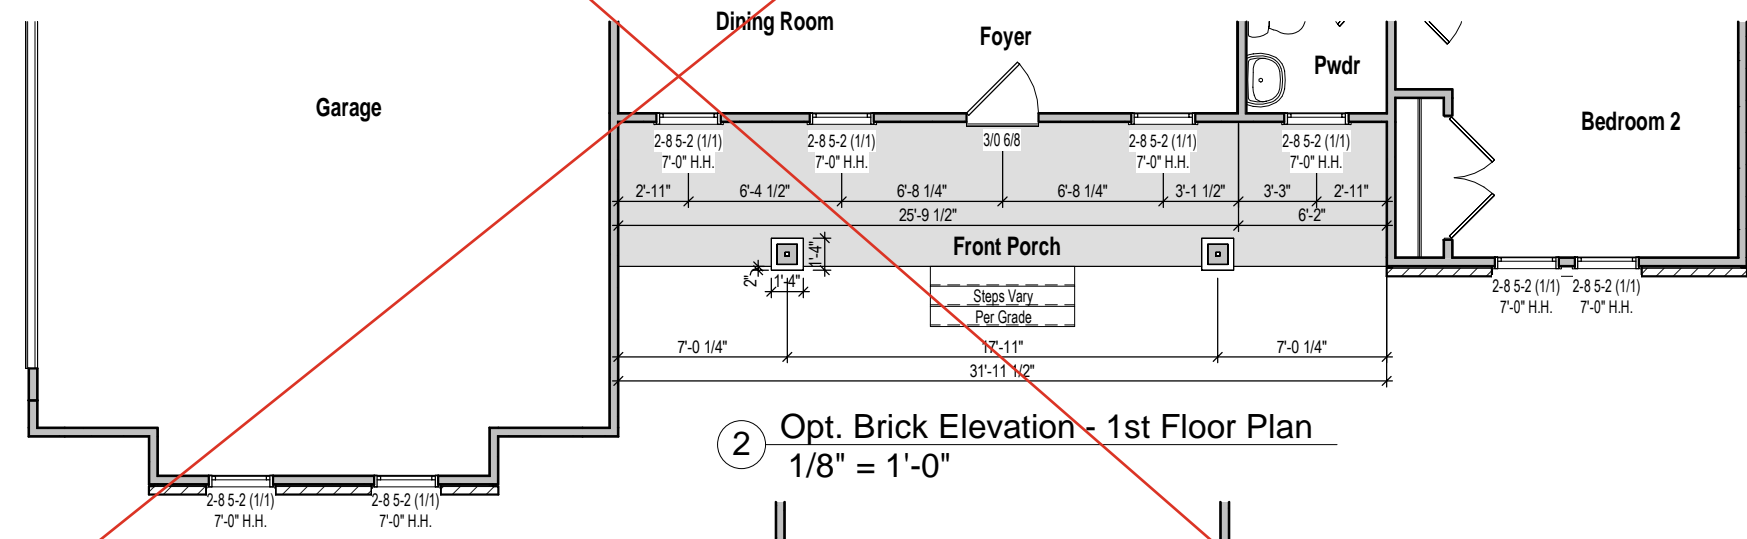 Dining Room
Foyer
Pwdr
Garage
Bedroom 2
2-8 5-2 (1/1)
7'-0" H.H.
2-8 5-2 (1/1)
7'-0" H.H.
3/0 6/8
2-8 5-2 (1/1)
7'-0" H.H.
2-8 5-2 (1/1)
7'-0" H.H.
2'-11"
6'-4 1/2"
6'-8 1/4"
6'-8 1/4"
3'-1 1/2"
3'-3"
2'-11"
25'-9 1/2"
6'-2"
Front Porch
1'-4"
2"
1'-4"
Steps Vary
Per Grade
2-8 5-2 (1/1)
7'-0" H.H.
2-8 5-2 (1/1)
7'-0" H.H.
7'-0 1/4"
17'-11"
7'-0 1/4"
31'-11 1/2"
2
Opt. Brick Elevation - 1st Floor Plan
1/8" = 1'-0"
2-8 5-2 (1/1)
7'-0" H.H.
2-8 5-2 (1/1)
7'-0" H.H.